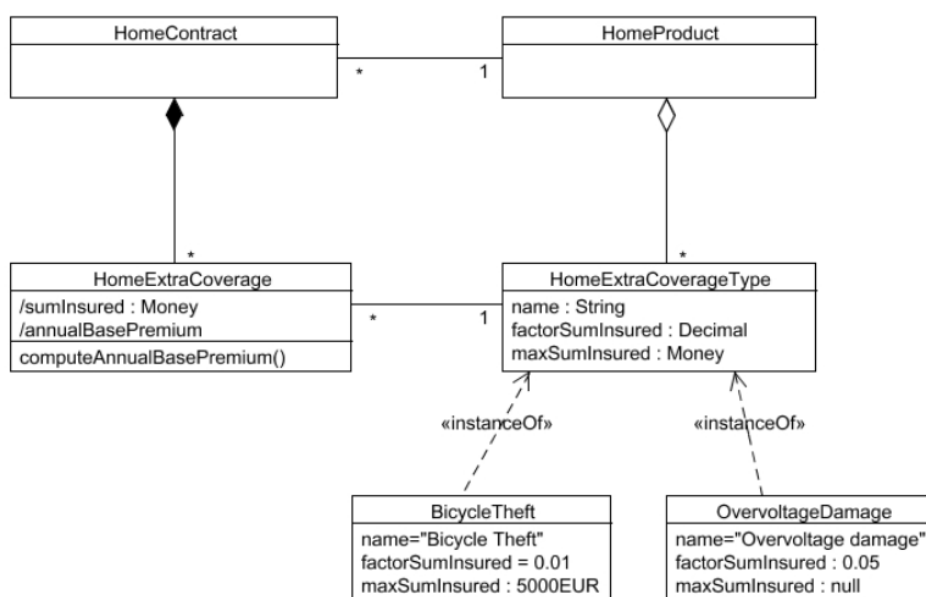 HomeContract
HomeProduct
*
1
*
*
HomeExtraCoverage
/sumInsured : Money
/annualBasePremium
computeAnnualBasePremium()
*
1
HomeExtraCoverageType
name : String
factorSumInsured : Decimal
maxSumInsured : Money
«instanceOf»
«instanceOf»
BicycleTheft
name="Bicycle Theft"
factorSumInsured = 0.01
maxSumInsured : 5000EUR
OvervoltageDamage
name="Overvoltage damage"
factorSumInsured : 0.05
maxSumInsured : null